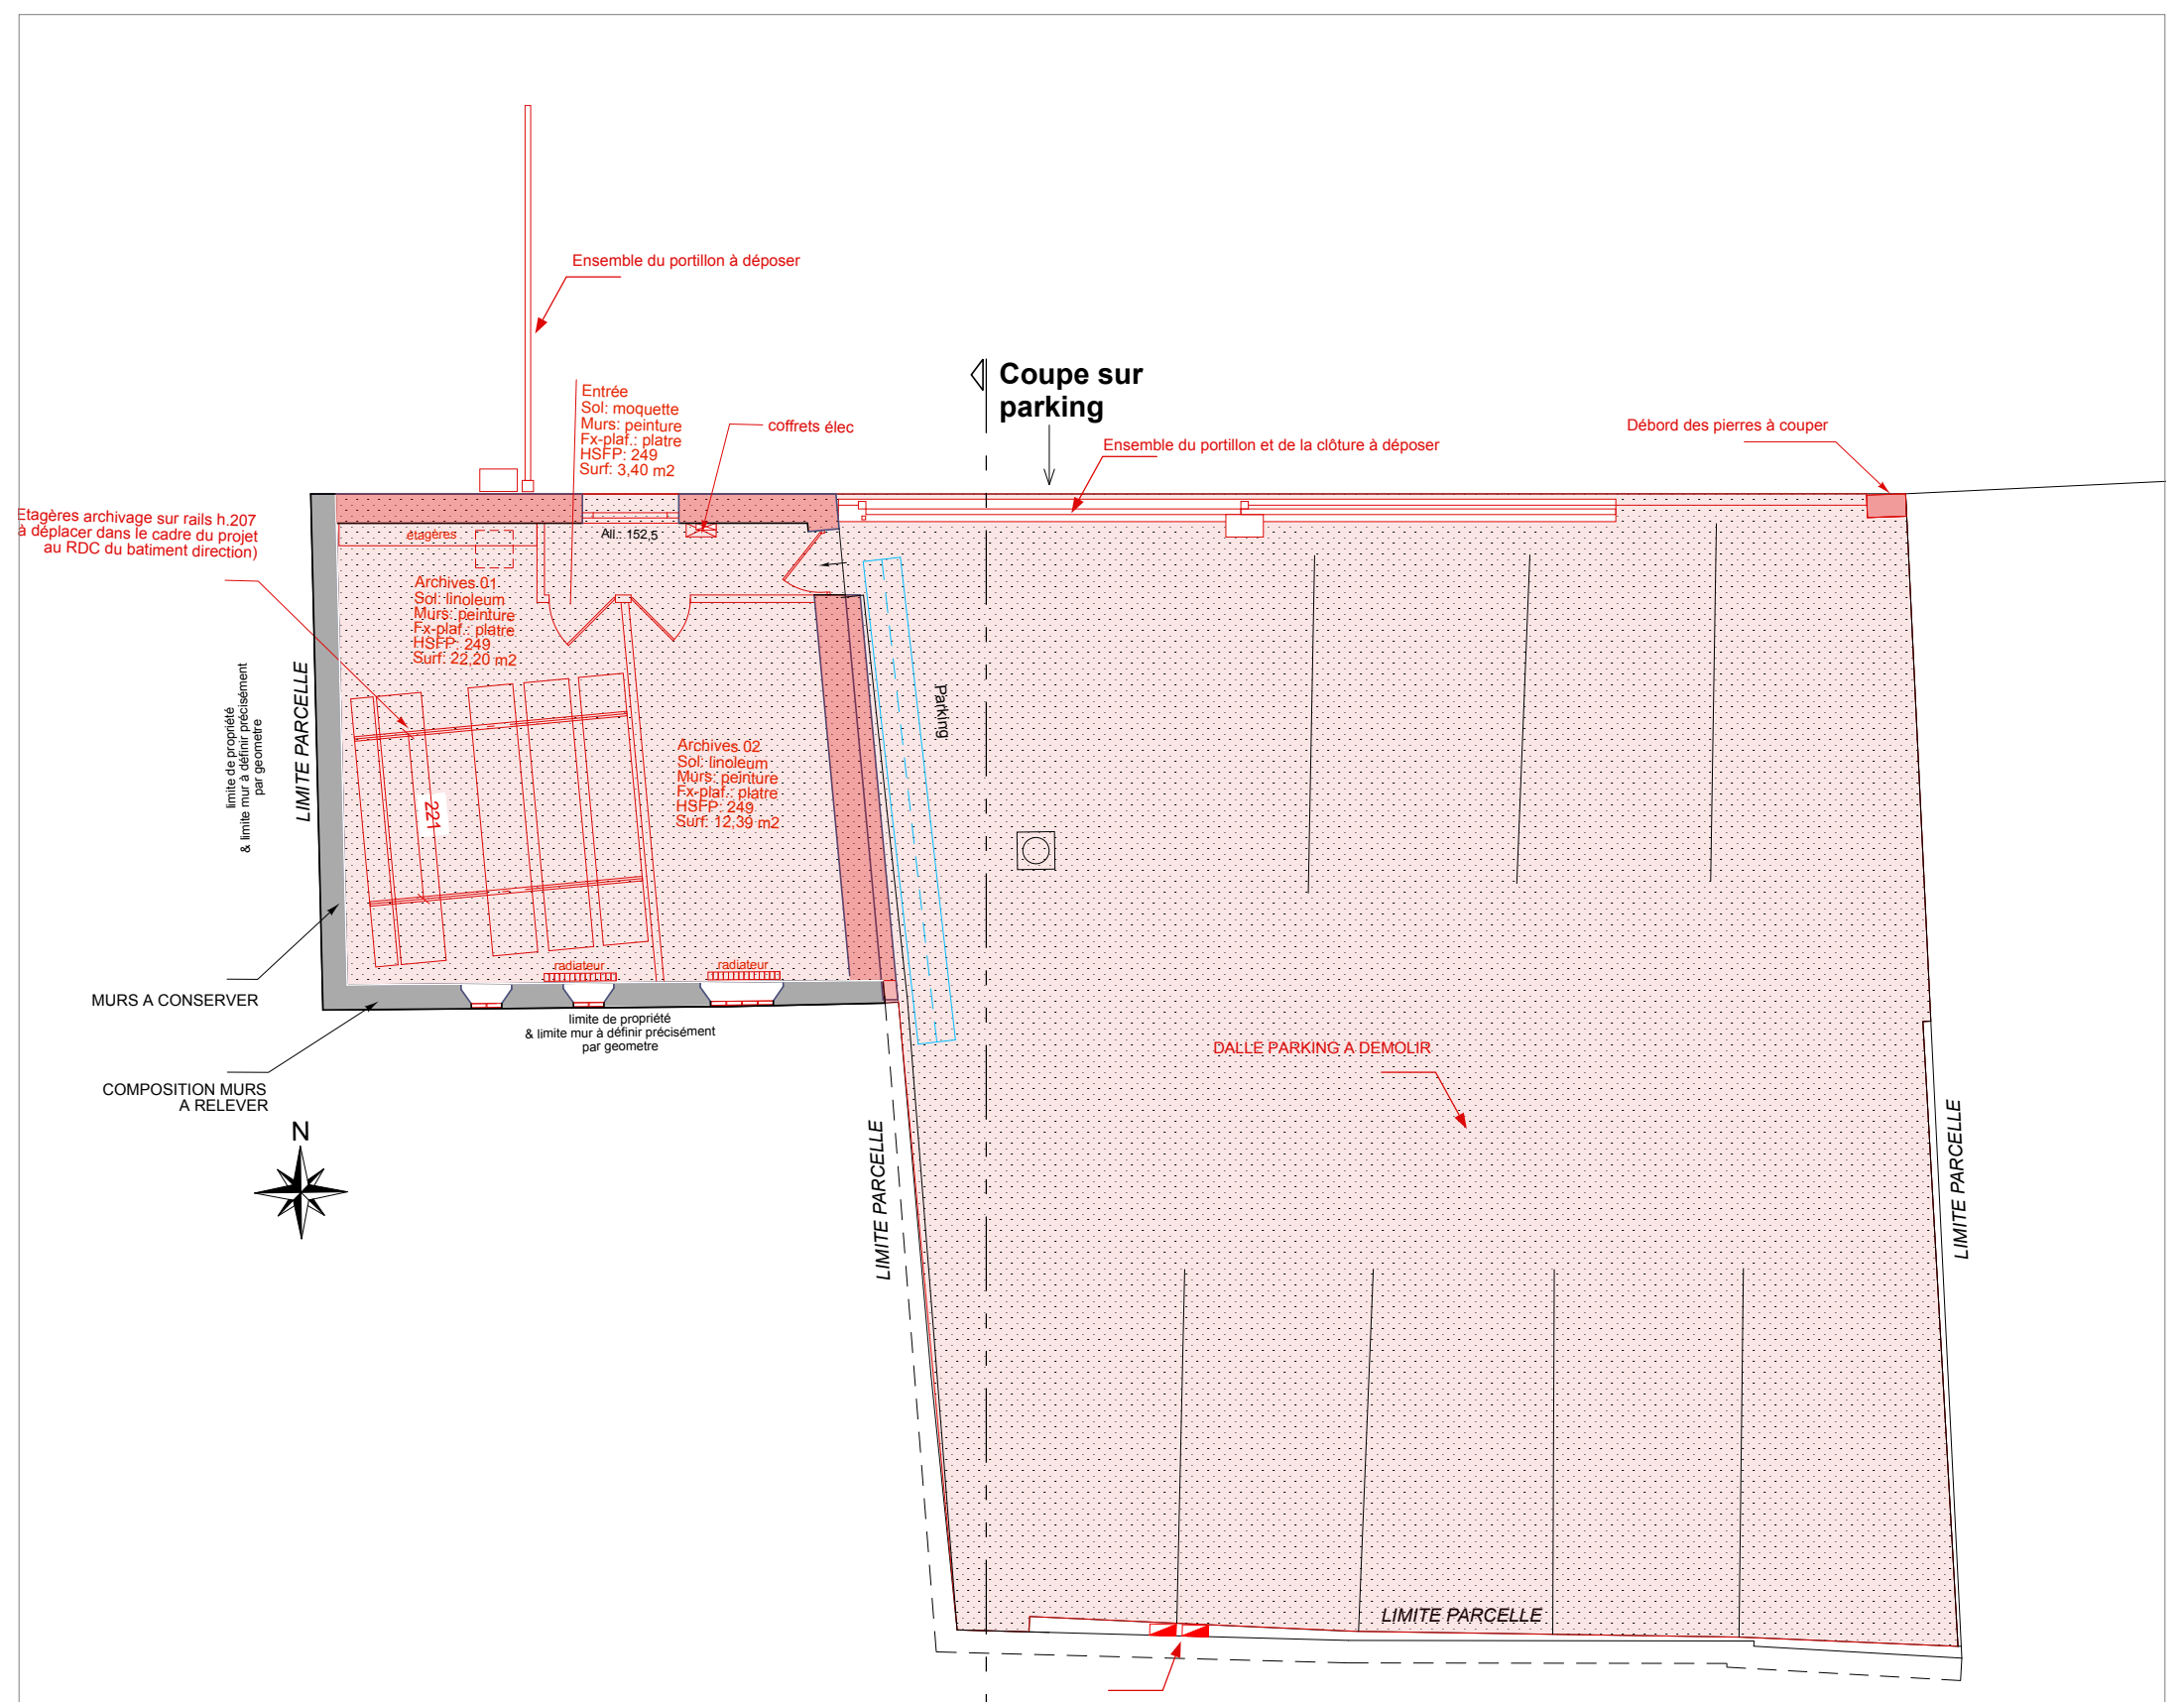 Ensemble du portillon à déposer
Coupe sur
parking
Entrée
Sol: moquette
Murs: peinture
Fx-plaf.: platre
HSFP: 249
Surf: 3,40 m2
coffrets élec
Ensemble du portillon et de la clôture à déposer
Débord des pierres à couper
Etagères archivage sur rails h.207
à déplacer dans le cadre du projet
au RDC du batiment direction)
étagères
All.: 152,5
Archives 01
Sol: linoleum
Murs: peinture
Fx-plaf.: platre
HSFP: 249
Surf: 22,20 m2
limite de propriété
& limite mur à définir précisément
par geometre
LIMITE PARCELLE
Parking
Archives 02
Sol: linoleum
Murs: peinture
Fx-plaf.: platre
HSFP: 249
Surf: 12,39 m2
221
radiateur
radiateur
MURS A CONSERVER
limite de propriété
& limite mur à définir précisément
par geometre
DALLE PARKING A DEMOLIR
COMPOSITION MURS
A RELEVER
N
LIMITE PARCELLE
LIMITE PARCELLE
LIMITE PARCELLE